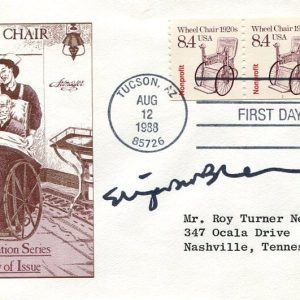 CHAIR
Wheel Chair 1920s
8.4 USA
Nonprofit
Wheel Chair 1920s
8.4 USA
Nonprofit
TUCSON, AZ
AUG
12
1988
85726
FIRST DAY
Mr. Roy Turner Ne
347 Ocala Drive
Nashville, Tennes
ation Series
y of Issue